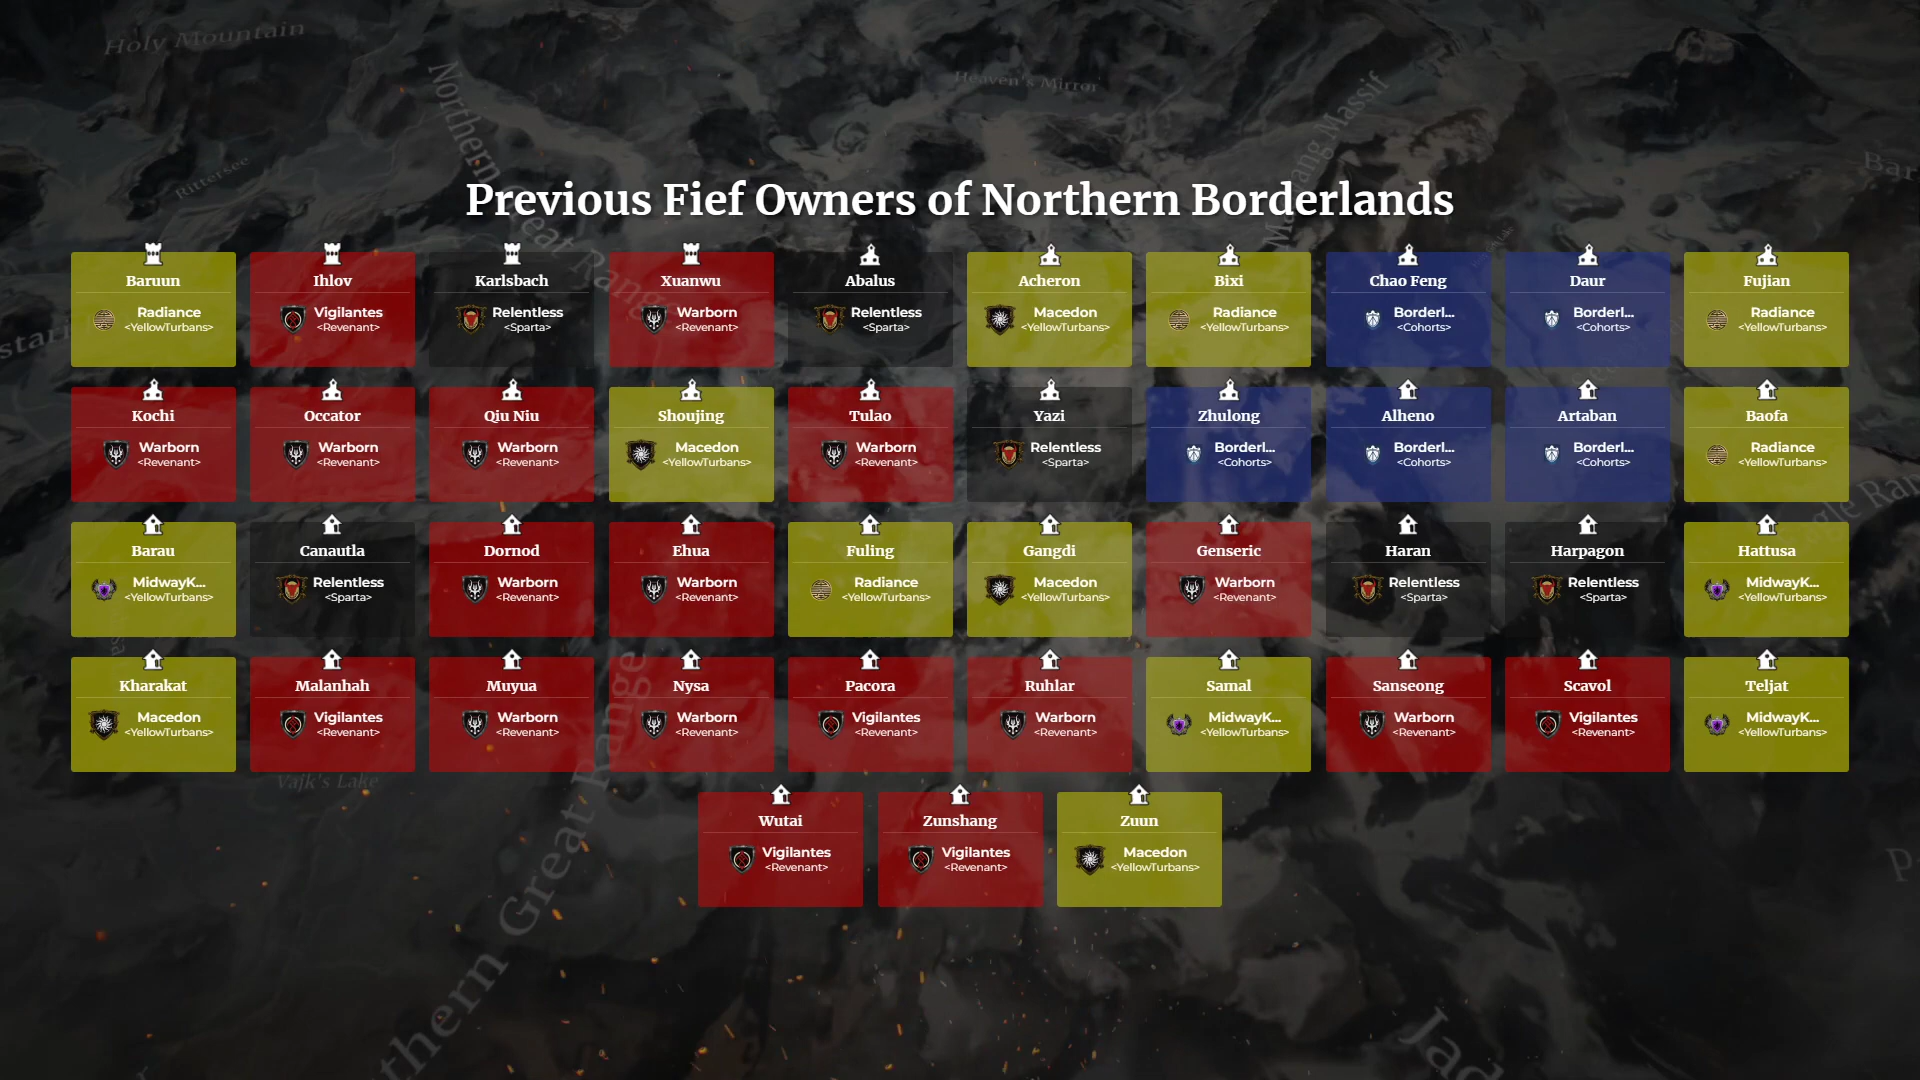 Holy Mountain
Northern
Heaven's Mirror
Rittersee
Previous Fief Owners of Northern Borderlands
Baruun
Radiance
<YellowTurbans>
Ihlov
Vigilantes
<Revenant>
Karlsbach
Relentless
<Sparta>
Xuanwu
Warborn
<Revenant>
Abalus
Relentless
<Sparta>
Acheron
Macedon
<YellowTurbans>
Bixi
Radiance
<YellowTurbans>
Chao Feng
Borderl...
<Cohorts>
Daur
Borderl...
<Cohorts>
Fujian
Radiance
<YellowTurbans>
Kochi
Warborn
<Revenant>
Occator
Warborn
<Revenant>
Qiu Niu
Warborn
<Revenant>
Shoujing
Macedon
<YellowTurbans>
Tulao
Warborn
<Revenant>
Yazi
Relentless
<Sparta>
Zhulong
Borderl...
<Cohorts>
Alheno
Borderl...
<Cohorts>
Artaban
Borderl...
<Cohorts>
Baofa
Radiance
<YellowTurbans>
Barau
MidwayK...
<YellowTurbans>
Canautla
Relentless
<Sparta>
Dornod
Warborn
<Revenant>
Ehua
Warborn
<Revenant>
Fuling
Radiance
<YellowTurbans>
Gangdi
Macedon
<YellowTurbans>
Genseric
Warborn
<Revenant>
Haran
Relentless
<Sparta>
Harpagon
Relentless
<Sparta>
Hattusa
MidwayK...
<YellowTurbans>
Kharakat
Macedon
<YellowTurbans>
Malanhah
Vigilantes
<Revenant>
Muyua
Warborn
<Revenant>
Nysa
Warborn
<Revenant>
Pacora
Vigilantes
<Revenant>
Ruhlar
Warborn
<Revenant>
Samal
MidwayK...
<YellowTurbans>
Sanseong
Warborn
<Revenant>
Scavol
Vigilantes
<Revenant>
Teljat
MidwayK...
<YellowTurbans>
Vajk's Lake
Wutai
Vigilantes
<Revenant>
Zunshang
Vigilantes
<Revenant>
Zuun
Macedon
<YellowTurbans>
thern Great Range